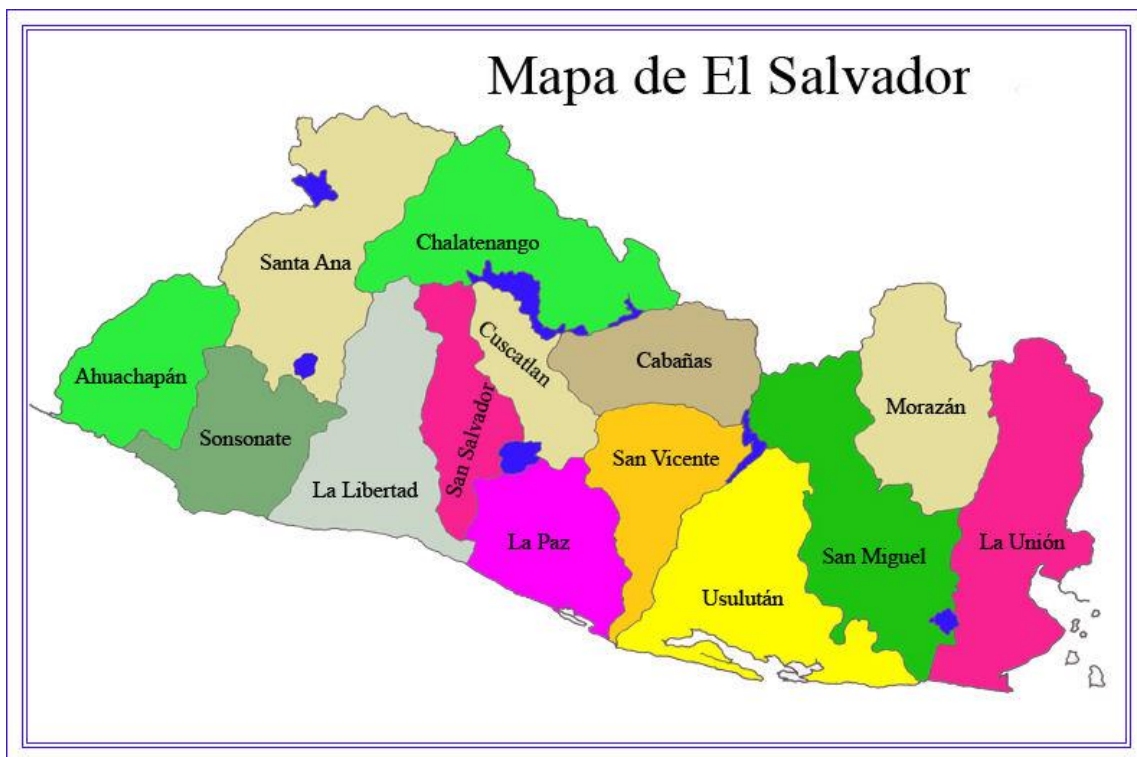 Mapa de El Salvador
Chalatenango
Santa Ana
Cuscatlan
Cabañas
Ahuachapán
Morazán
Sonsonate
San Salvador
San Vicente
La Libertad
La Paz
San Miguel
La Unión
Usulután